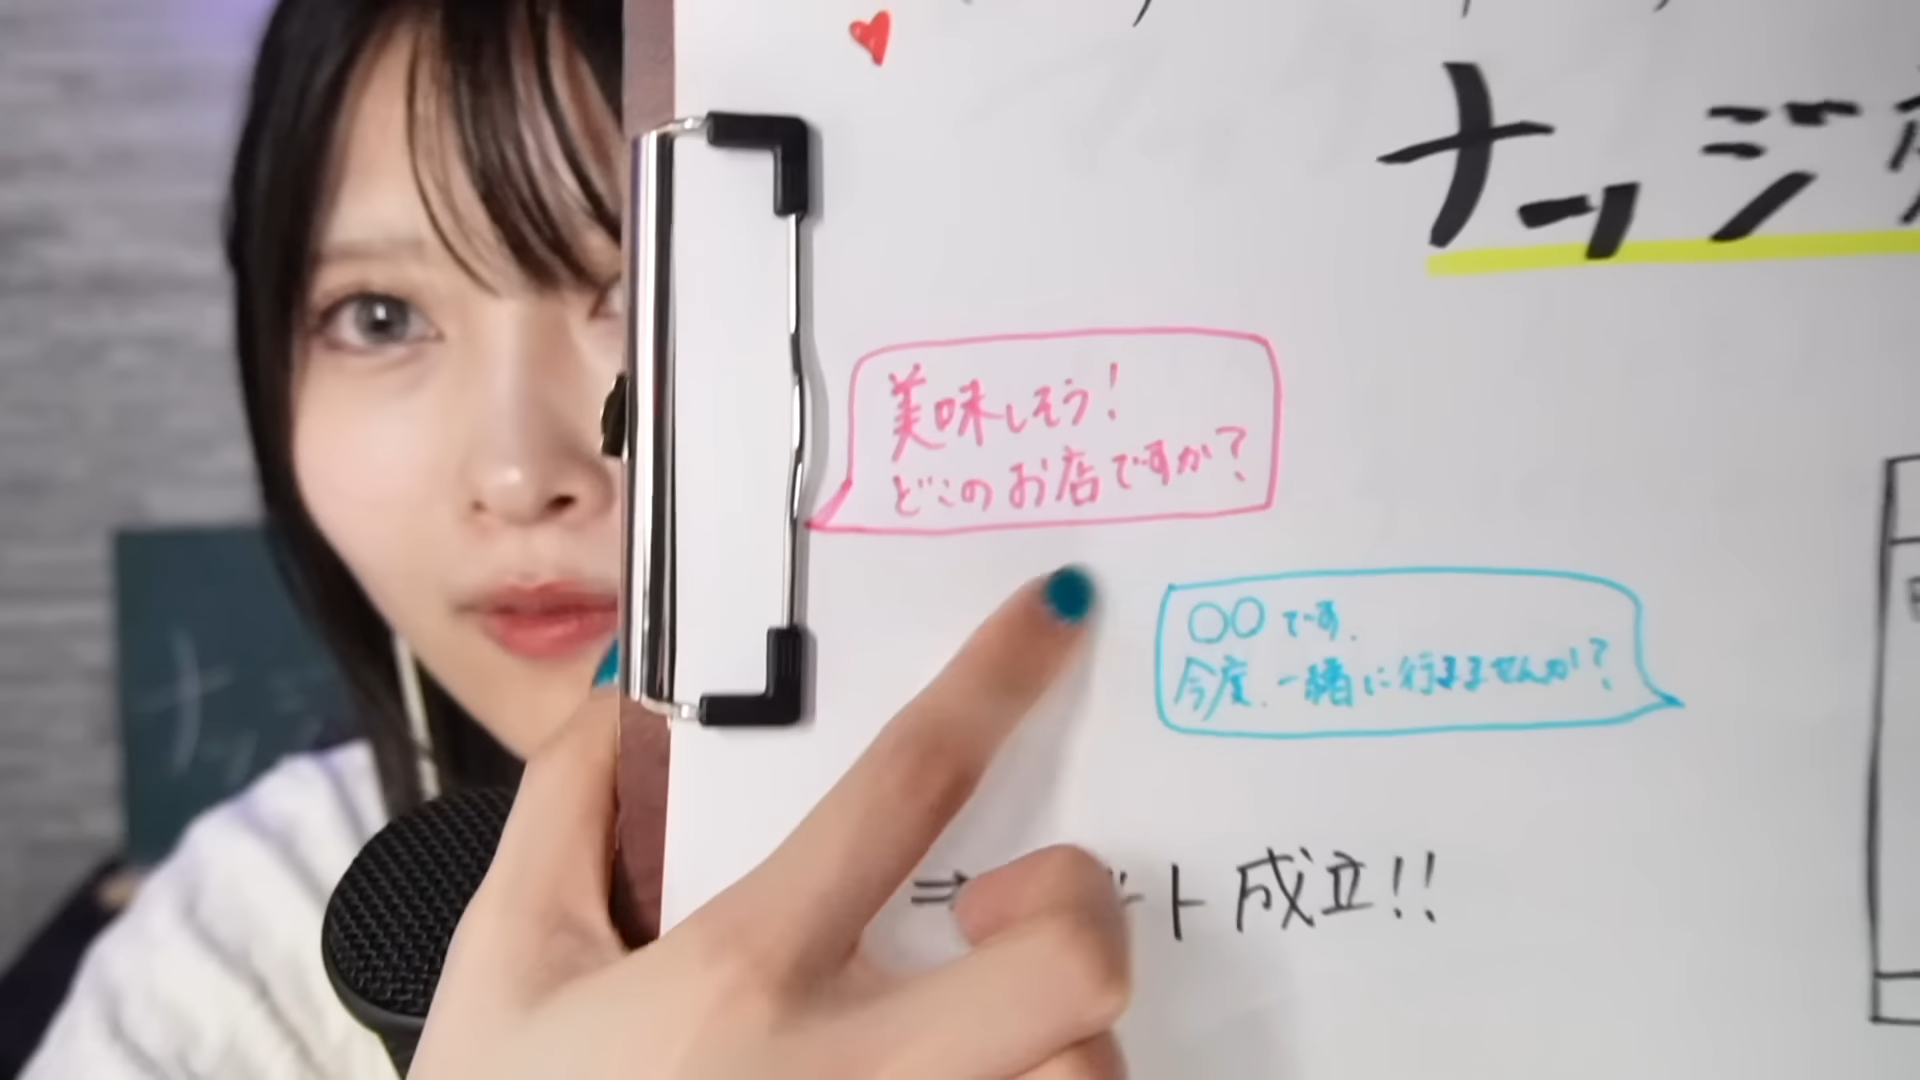 ナッジ
美味しそう!
どこのお店ですか?
〇〇です.
今度.一緒に行きませんか?
⇒ ート成立!!